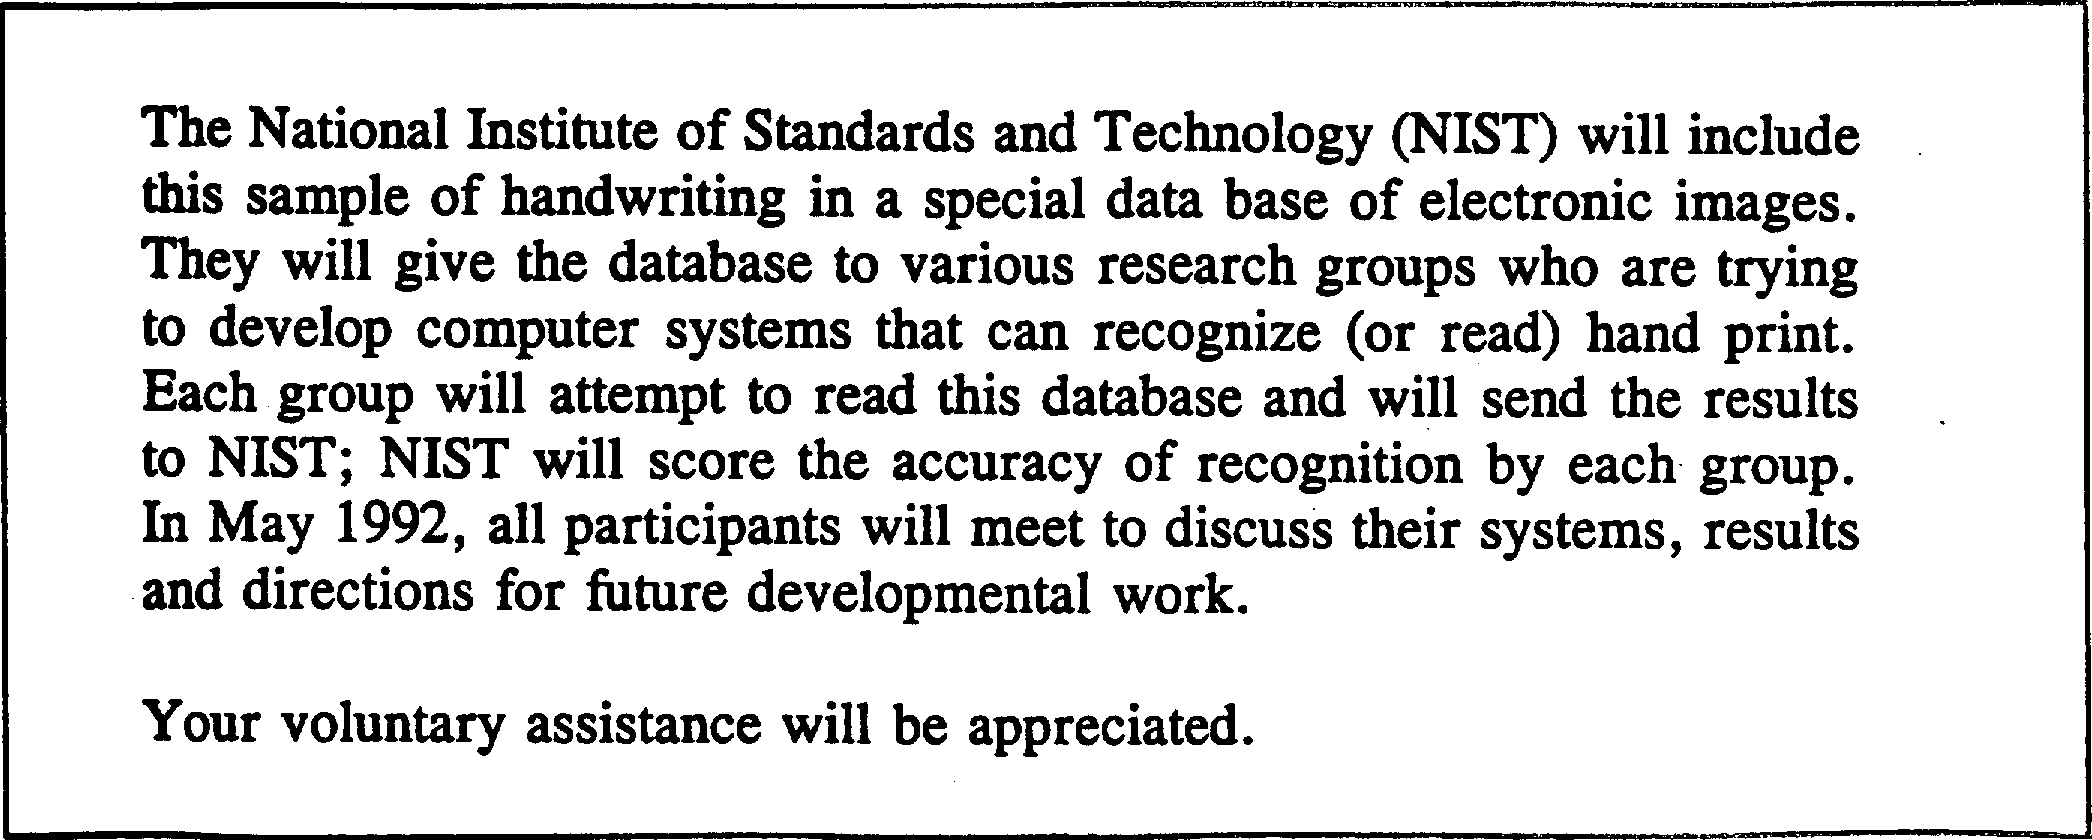 The National Institute of Standards and Technology (NIST) will include
this sample of handwriting in a special data base of electronic images.
They will give the database to various research groups who are trying
to develop computer systems that can recognize (or read) hand print.
Each group will attempt to read this database and will send the results
to NIST; NIST will score the accuracy of recognition by each group.
In May 1992, all participants will meet to discuss their systems, results
and directions for future developmental work.
Your voluntary assistance will be appreciated.